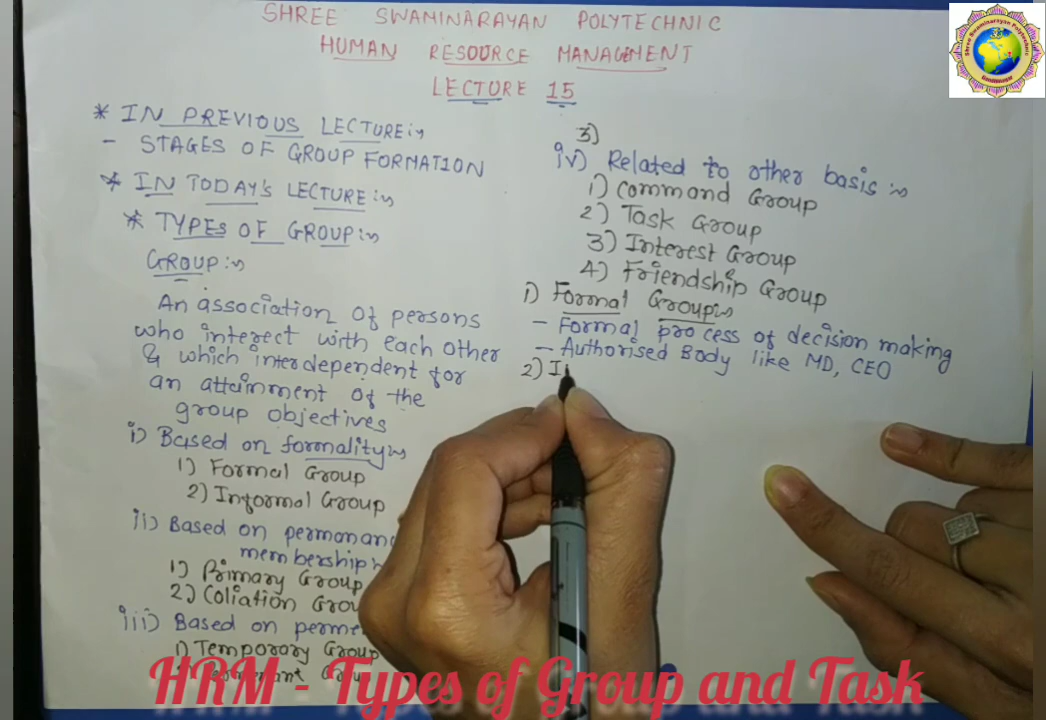 SHREE SWAMINARAYAN POLYTECHNIC
HUMAN RESOURCE MANAGEMENT
LECTURE 15
* IN PREVIOUS LECTURE :-
- STAGES OF GROUP FORMATION
* IN TODAY'S LECTURE :-
* TYPES OF GROUP :-
GROUP :-
An association of persons
who interect with each other
& which interdependent for
an attainment of the
group objectives
i) Based on formality :-
1) Formal Group
2) Informal Group
ii) Based on permonan
membership
1) Primary Group
2) Coliation Grou
iii) Based on perme
1) Temporary Group
3)
iv) Related to other basis :-
1) Command Group
2) Task Group
3) Interest Group
4) Friendship Group
1) Formal Group :-
- Formal process of decision making
- Authorised Body like MD, CEO
2) I
HRM - Types of Group and Task
Shree Swaminarayan Polytechnic